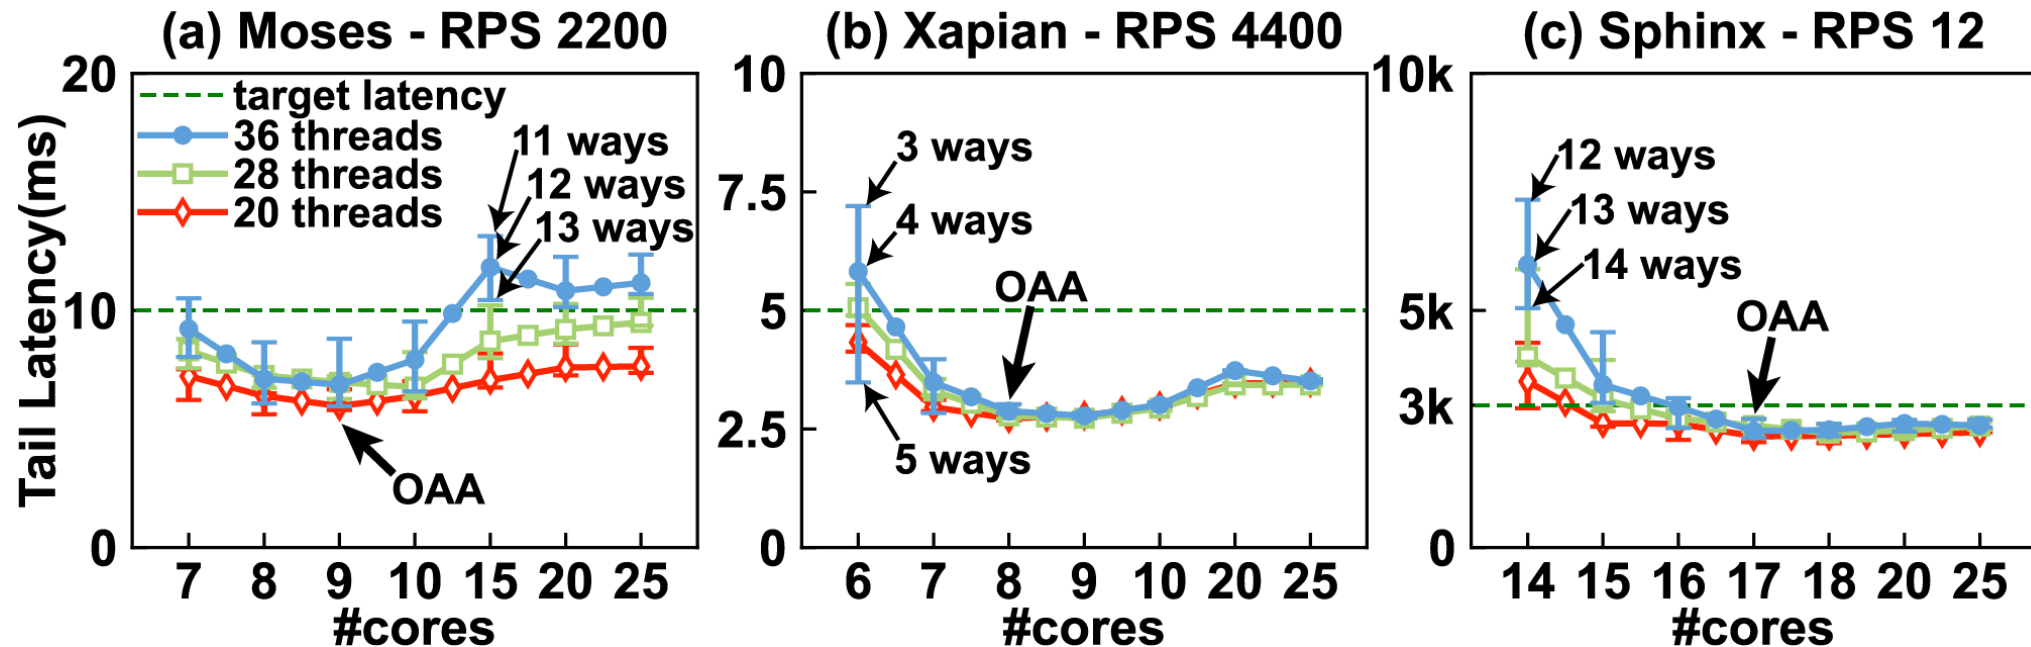 (a) Moses - RPS 2200
20
10
0
Tail Latency(ms)
target latency
36 threads
28 threads
20 threads
11 ways
12 ways
13 ways
OAA
7 8 9 10 15 20 25
#cores
(b) Xapian - RPS 4400
10
7.5
5
2.5
0
3 ways
4 ways
5 ways
OAA
6 7 8 9 10 20 25
#cores
(c) Sphinx - RPS 12
10k
5k
3k
0
12 ways
13 ways
14 ways
OAA
14 15 16 17 18 20 25
#cores